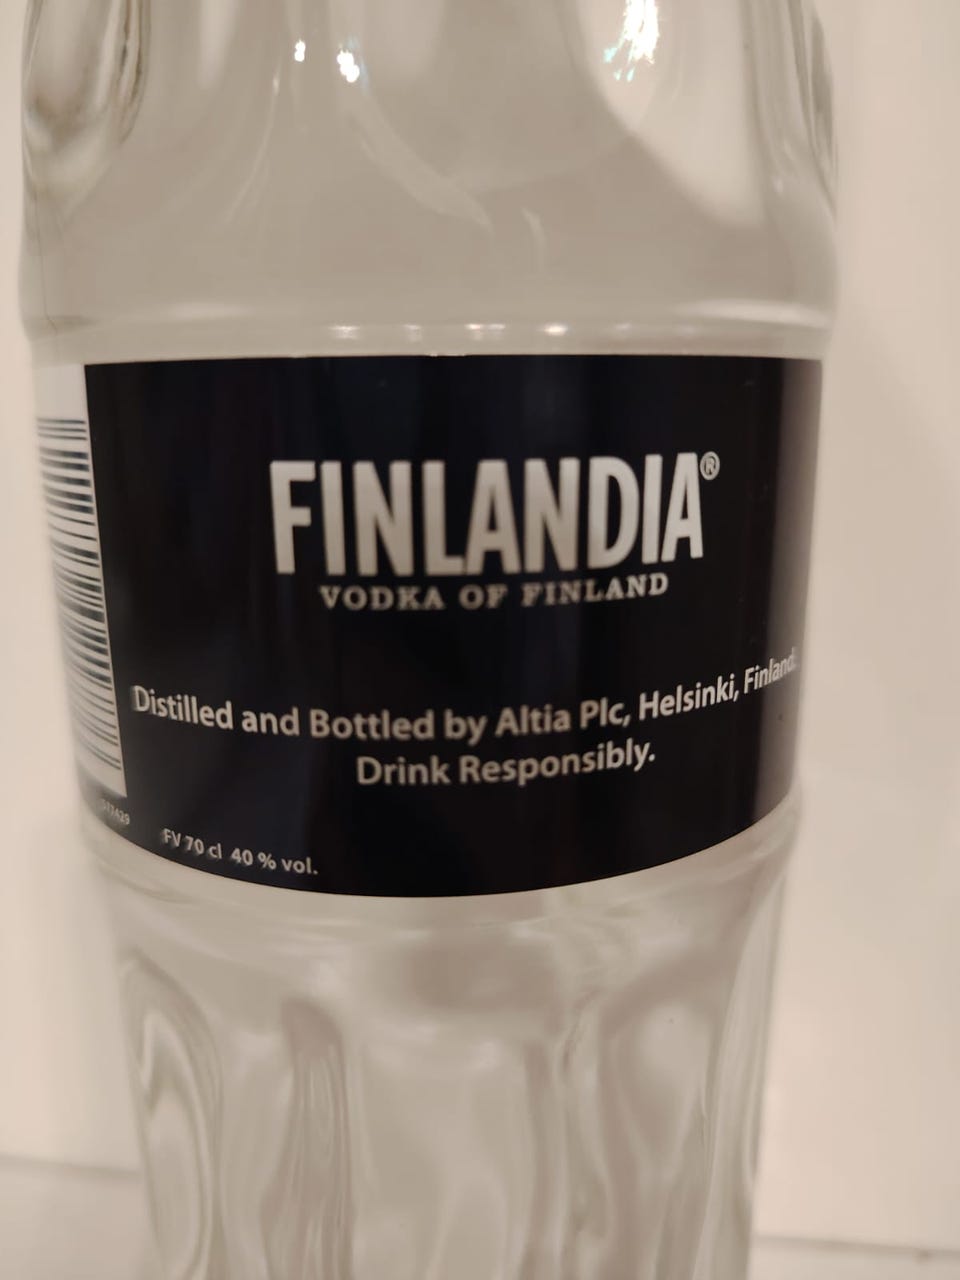 FINLANDIA®
VODKA OF FINLAND
Distilled and Bottled by Altia Plc, Helsinki, Finland.
Drink Responsibly.
FV 70 cl 40 % vol.
577429